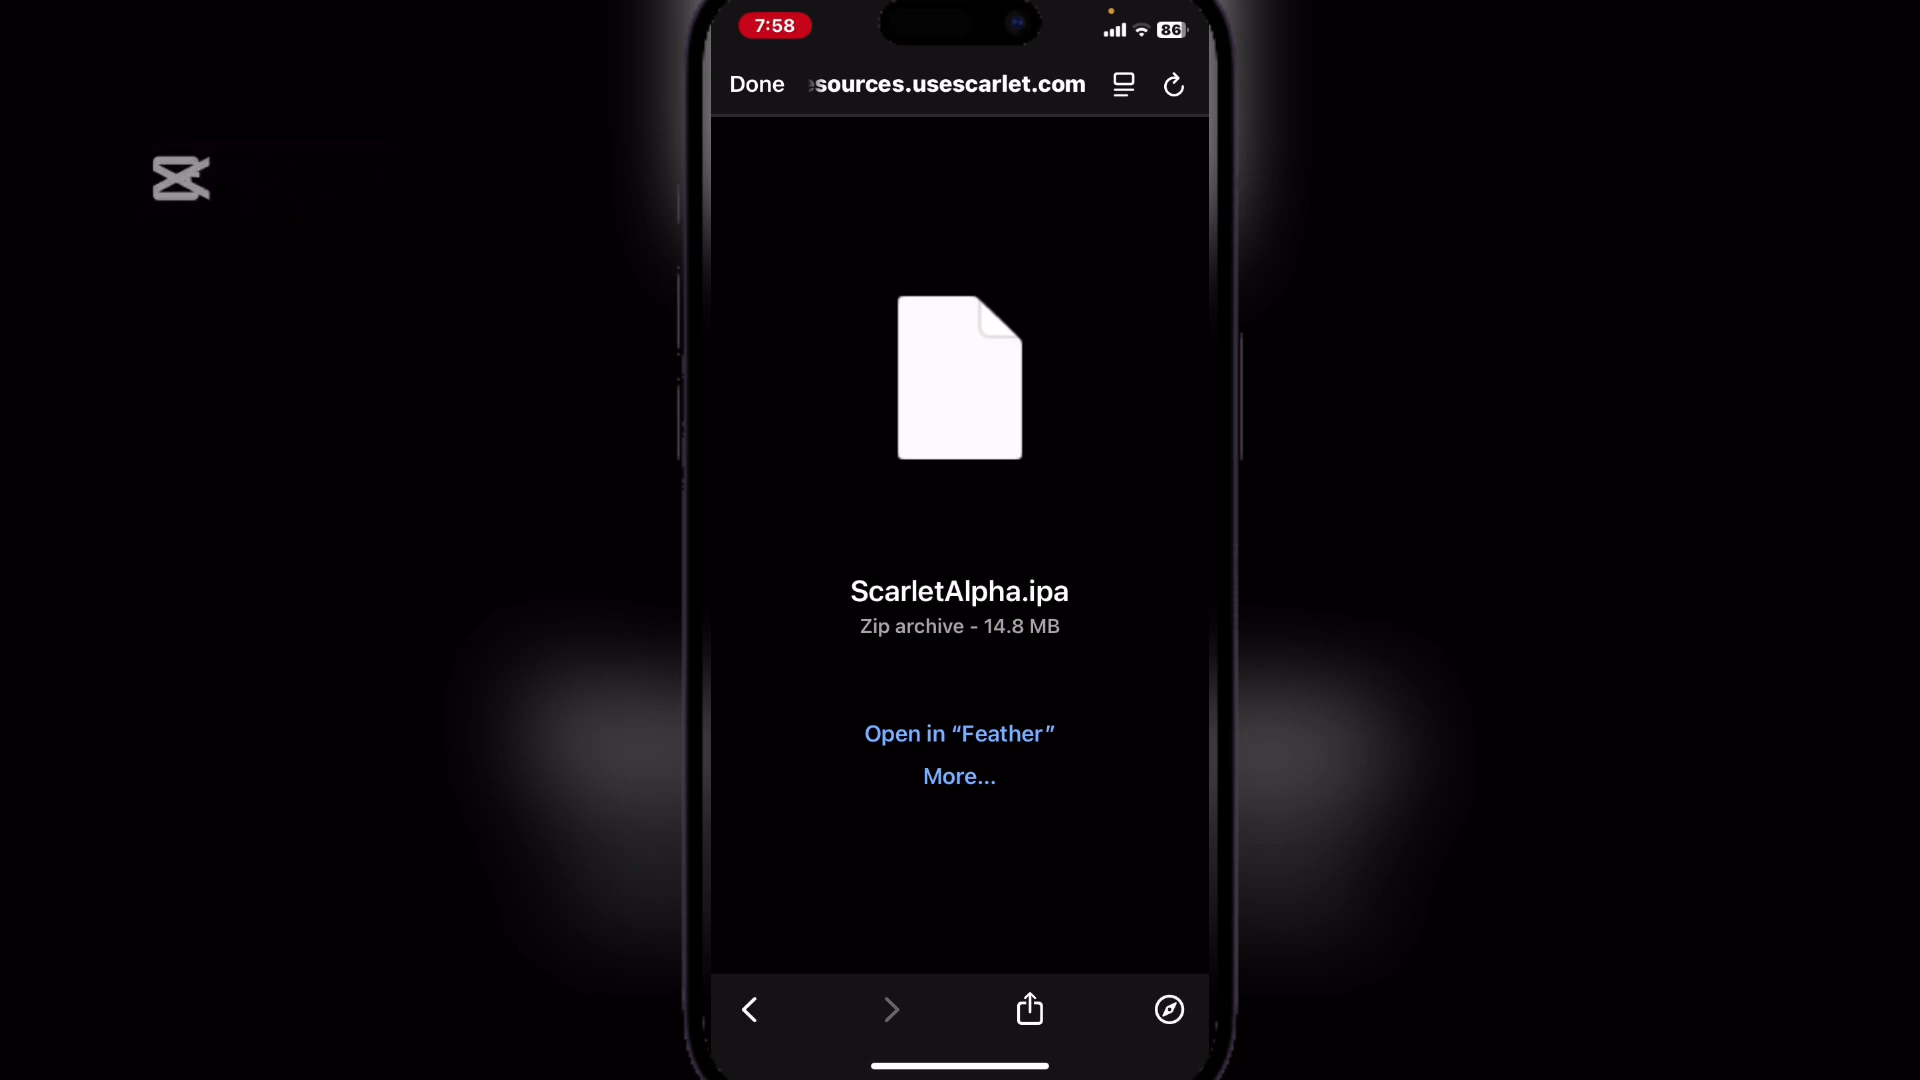 7:58
86
Done
sources.usescarlet.com
ScarletAlpha.ipa
Zip archive - 14.8 MB
Open in “Feather”
More...